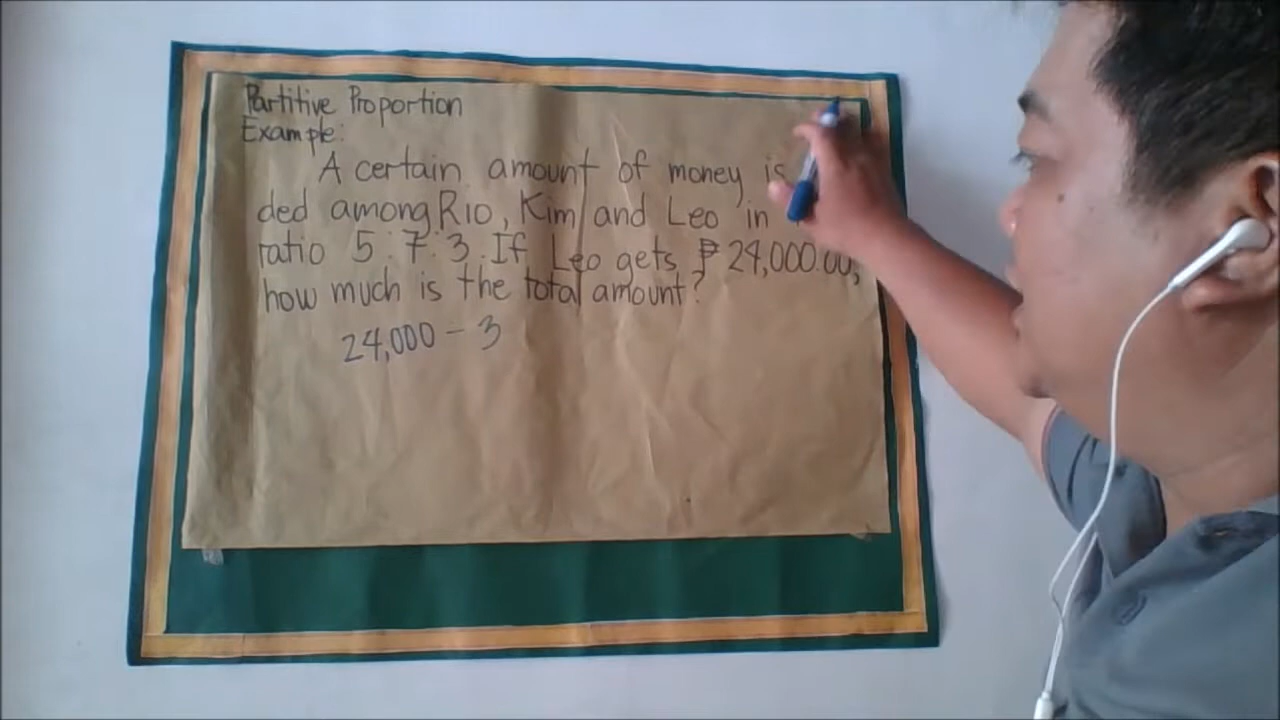 Partitive Proportion
Example:
A certain amount of money is
ded among Rio, Kim and Leo in
ratio 5:7:3. If Leo gets ₱24,000.00,
how much is the total amount?
24,000 - 3